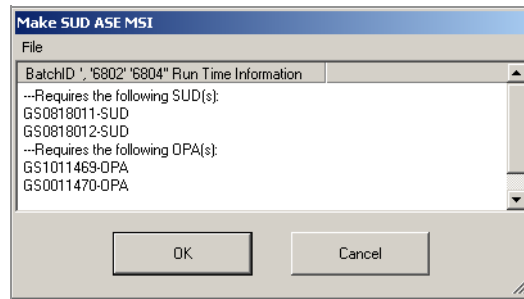 Make SUD ASE MSI
File
BatchID ', '6802' '6804'' Run Time Information
---Requires the following SUD(s):
GS0818011-SUD
GS0818012-SUD
---Requires the following OPA(s):
GS1011469-OPA
GS0011470-OPA
OK
Cancel